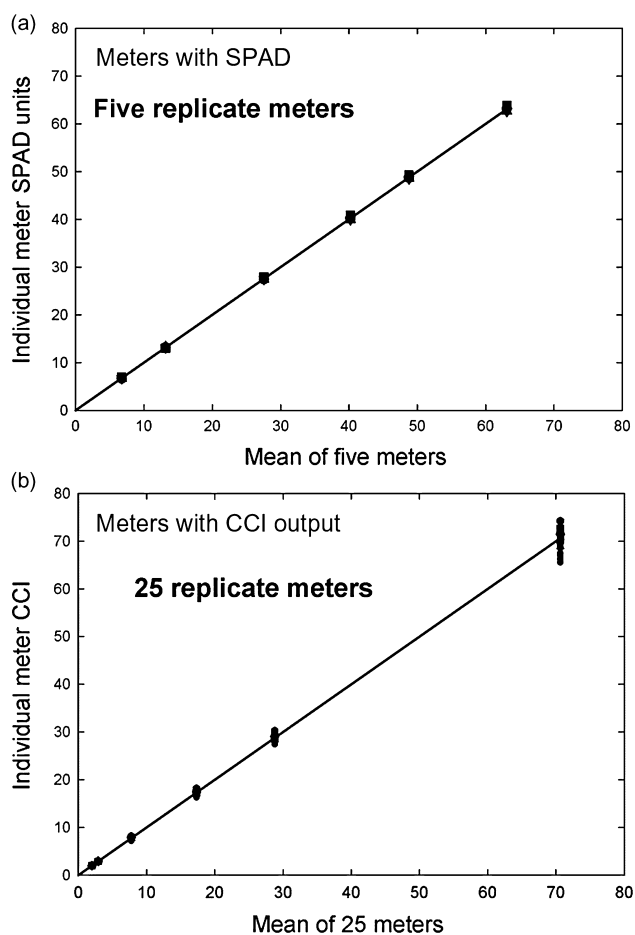 (a)
80
Meters with SPAD
70
Five replicate meters
60
50
40
30
20
10
0
Individual meter SPAD units
0 10 20 30 40 50 60 70 80
Mean of five meters
(b)
80
Meters with CCI output
70
25 replicate meters
60
50
40
30
20
10
0
Individual meter CCI
0 10 20 30 40 50 60 70 80
Mean of 25 meters